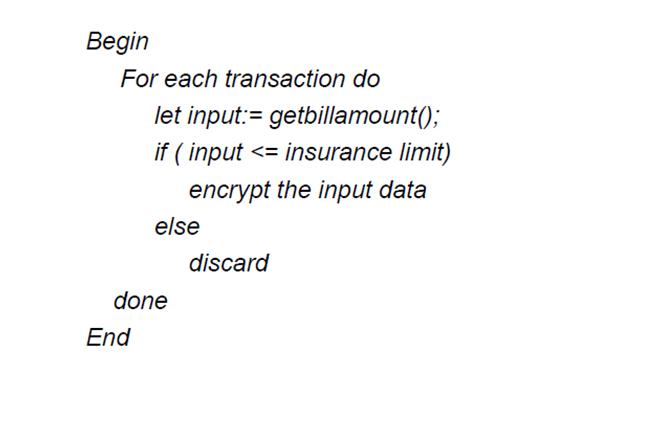 Begin
For each transaction do
let input:= getbillamount();
if ( input <= insurance limit)
encrypt the input data
else
discard
done
End